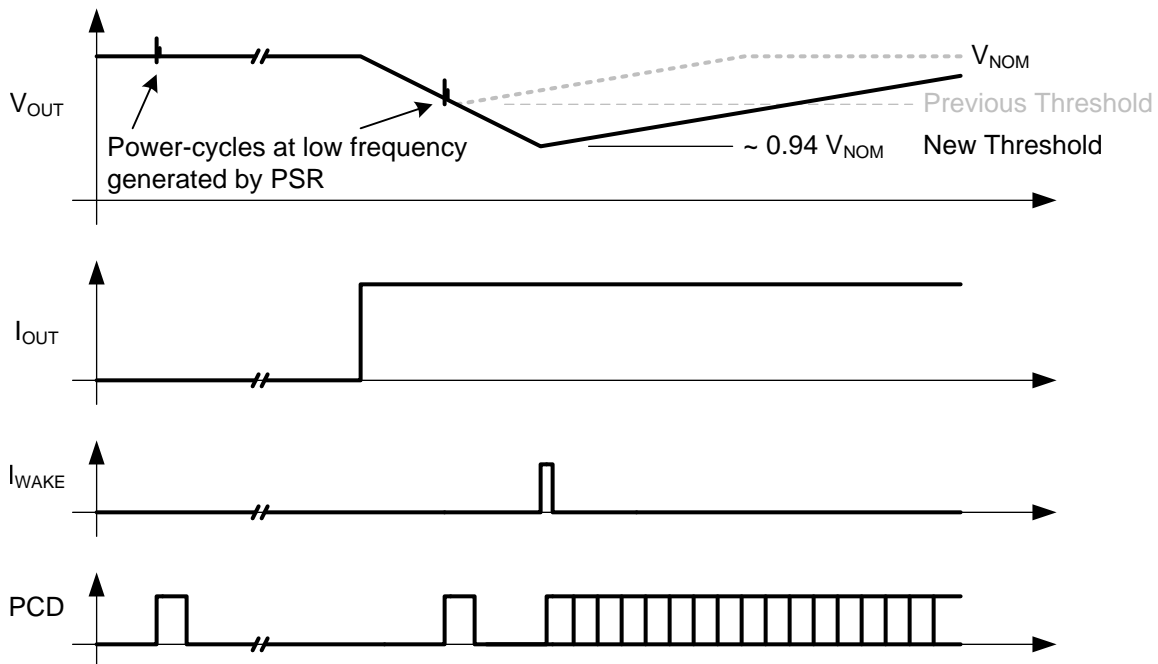 V_NOM
V_OUT
Previous Threshold
Power-cycles at low frequency
generated by PSR
~ 0.94 V_NOM
New Threshold
I_OUT
I_WAKE
PCD